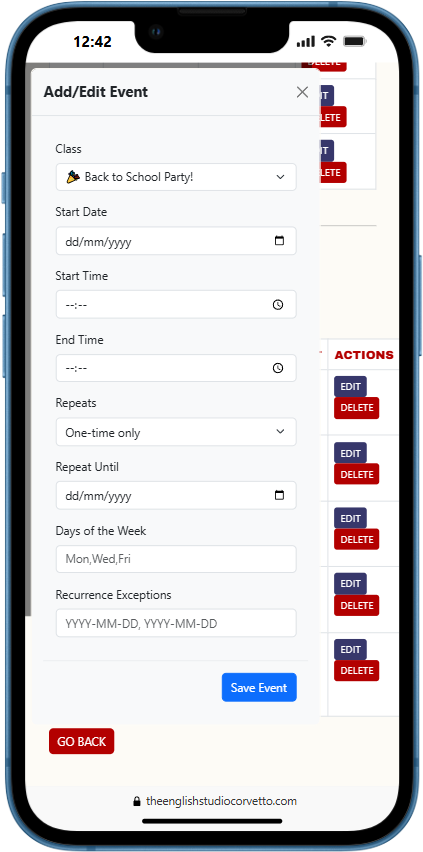 12:42
DELETE
Add/Edit Event
Class
Back to School Party!
Start Date
dd/mm/yyyy
Start Time
--:--
End Time
--:--
ACTIONS
EDIT
DELETE
Repeats
One-time only
EDIT
DELETE
Repeat Until
dd/mm/yyyy
EDIT
DELETE
Days of the Week
Mon,Wed,Fri
EDIT
DELETE
Recurrence Exceptions
YYYY-MM-DD, YYYY-MM-DD
EDIT
DELETE
Save Event
GO BACK
theenglishstudiocorvetto.com